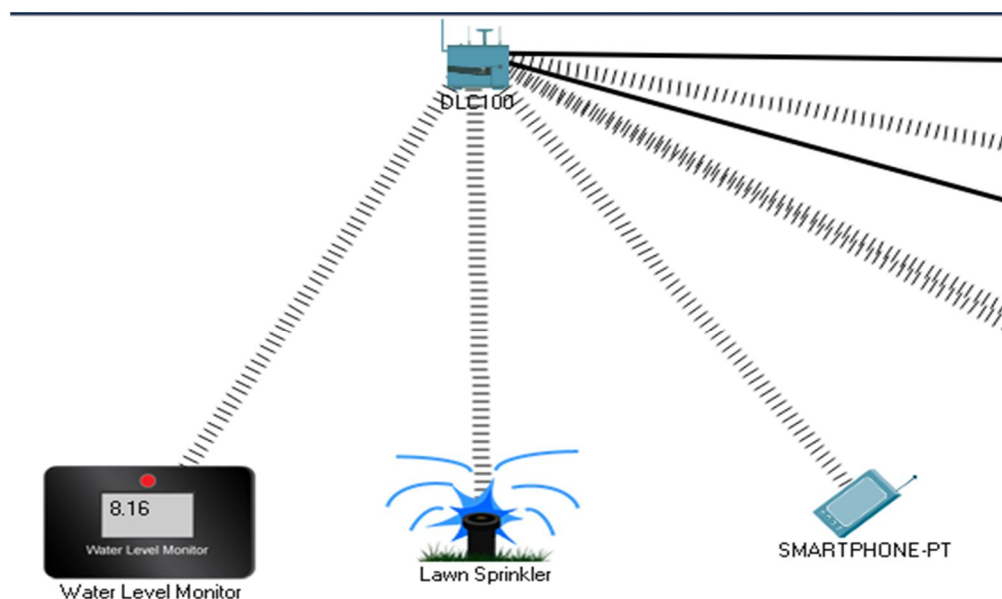 DLC100
8.16
Water Level Monitor
Water Level Monitor
Lawn Sprinkler
SMARTPHONE-PT